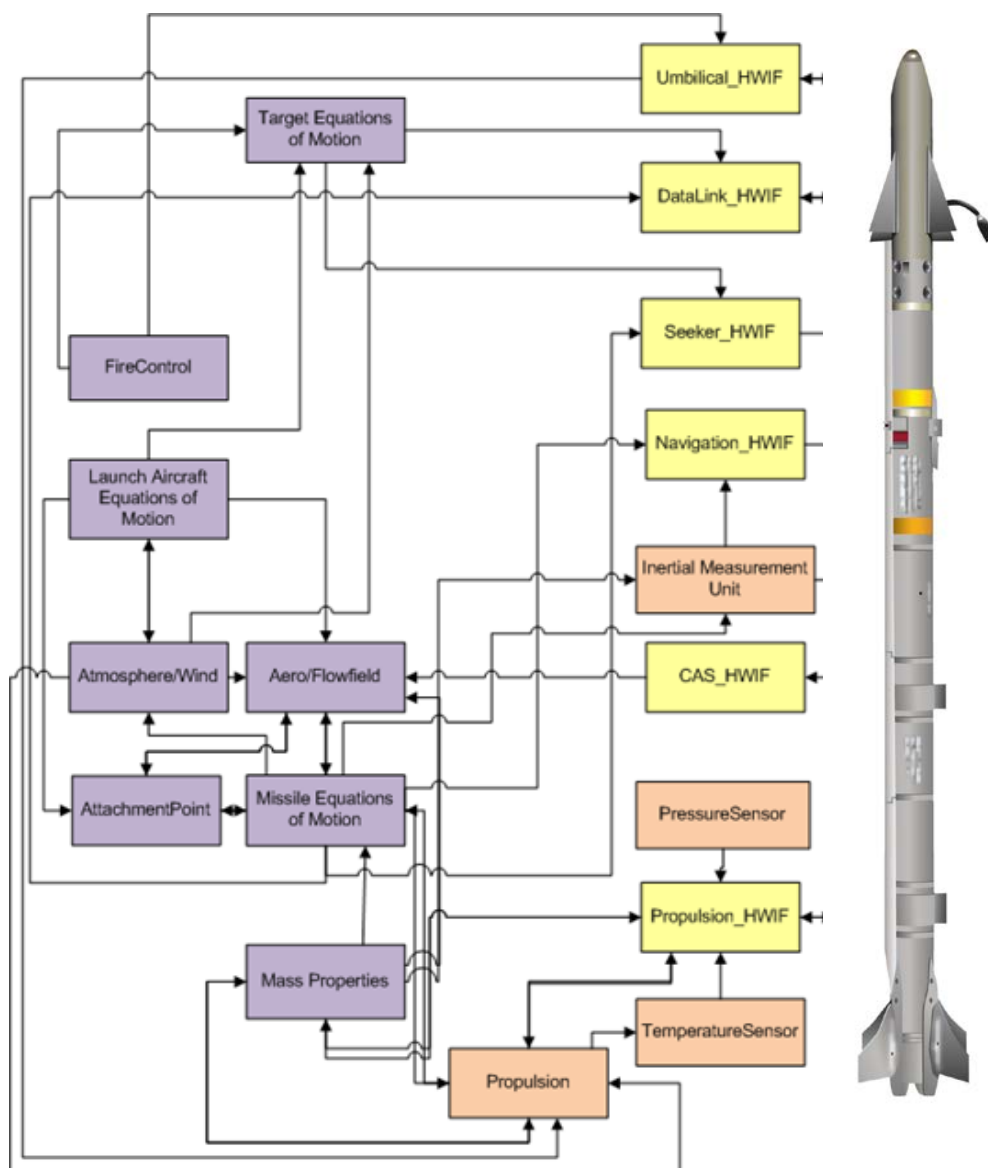 Umbilical_HWIF
Target Equations
of Motion
DataLink_HWIF
Seeker_HWIF
FireControl
Navigation_HWIF
Launch Aircraft
Equations of
Motion
Inertial Measurement
Unit
Atmosphere/Wind
Aero/Flowfield
CAS_HWIF
AttachmentPoint
Missile Equations
of Motion
PressureSensor
Propulsion_HWIF
Mass Properties
TemperatureSensor
Propulsion